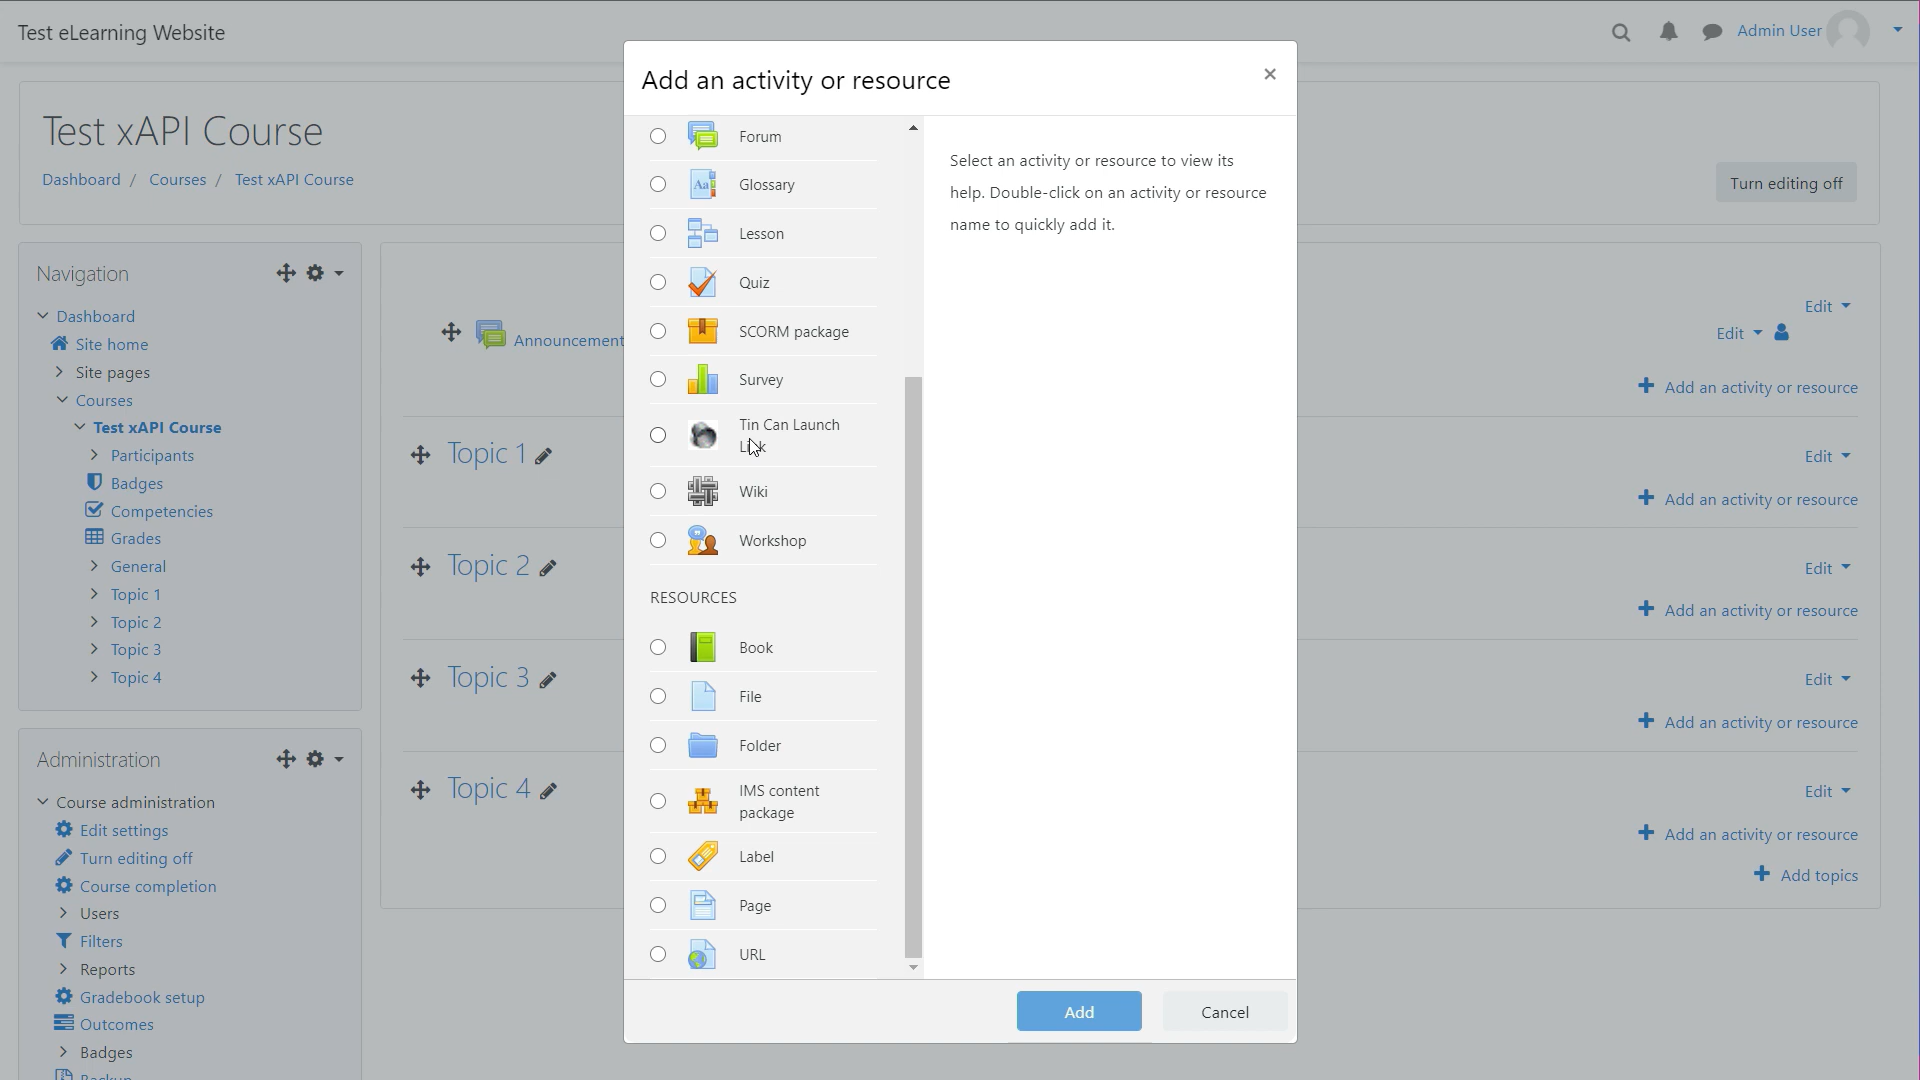 Test eLearning Website
Admin User
Test xAPI Course
Dashboard / Courses / Test xAPI Course
Turn editing off
Navigation
Dashboard
Site home
Site pages
Courses
Test xAPI Course
Participants
Badges
Competencies
Grades
General
Topic 1
Topic 2
Topic 3
Topic 4
Administration
Course administration
Edit settings
Turn editing off
Course completion
Users
Filters
Reports
Gradebook setup
Outcomes
Badges
Announcement
Topic 1
Topic 2
Topic 3
Topic 4
Add an activity or resource
×
Forum
Glossary
Lesson
Quiz
SCORM package
Survey
Tin Can Launch
Link
Wiki
Workshop
RESOURCES
Book
File
Folder
IMS content
package
Label
Page
URL
Select an activity or resource to view its
help. Double-click on an activity or resource
name to quickly add it.
Add
Cancel
Edit
Edit
Add an activity or resource
Edit
Add an activity or resource
Edit
Add an activity or resource
Edit
Add an activity or resource
Edit
Add an activity or resource
Add topics